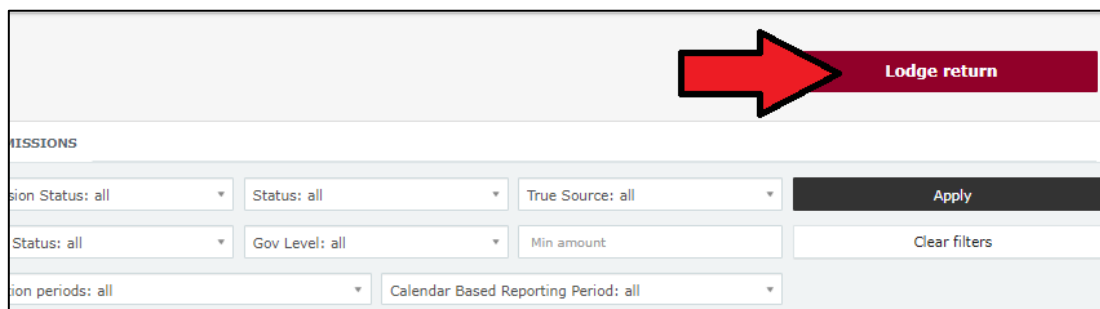 Lodge return
MISSIONS
sion Status: all
Status: all
True Source: all
Apply
Status: all
Gov Level: all
Min amount
Clear filters
tion periods: all
Calendar Based Reporting Period: all